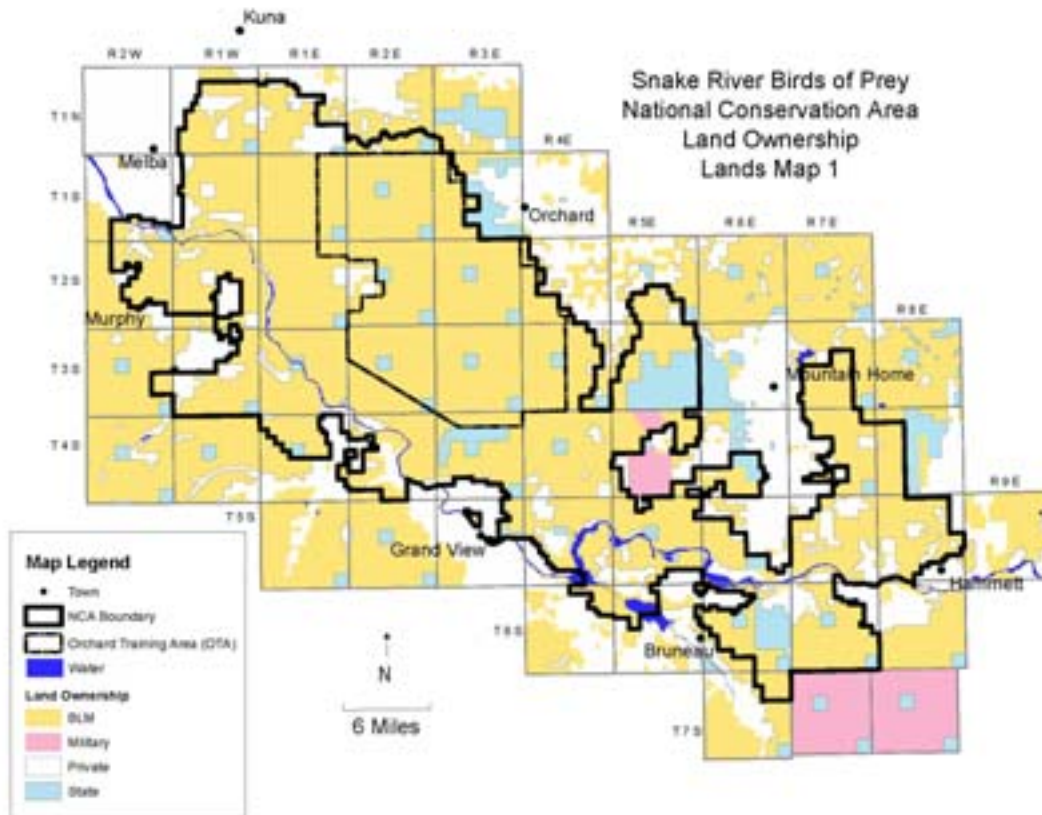 Kuna
R2W
R1W
R1E
R2E
R3E
Snake River Birds of Prey
National Conservation Area
Land Ownership
Lands Map 1
T1N
Melba
R4E
T1S
Orchard
R5E
R6E
R7E
T2S
Murphy
R8E
T3S
Mountain Home
T4S
R9E
T5S
Grand View
Hammett
T6S
Bruneau
T7S
N
6 Miles
Map Legend
Town
NCA Boundary
Orchard Training Area (OTA)
Water
Land Ownership
BLM
Military
Private
State